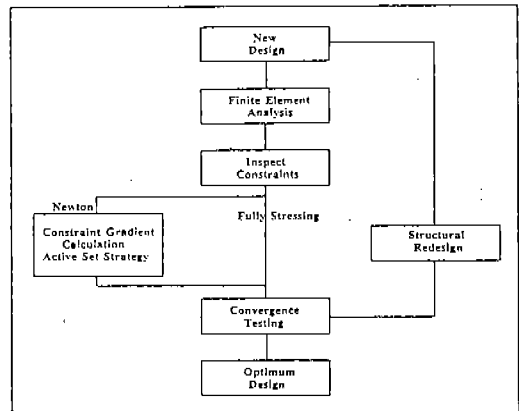 New
Design
Finite Element
Analysis
Inspect
Constraints
Newton
Fully Stressing
Constraint Gradient
Calculation
Active Set Strategy
Structural
Redesign
Convergence
Testing
Optimum
Design